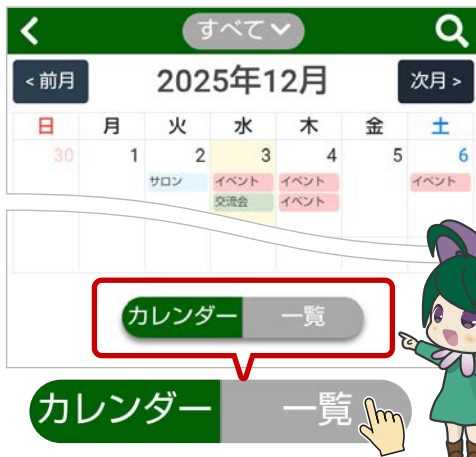 すべて
<前月 2025年12月 次月>
日 月 火 水 木 金 土
30 1 2 3 4 5 6
サロン イベント イベント イベント
交流会 イベント
カレンダー 一覧
カレンダー 一覧